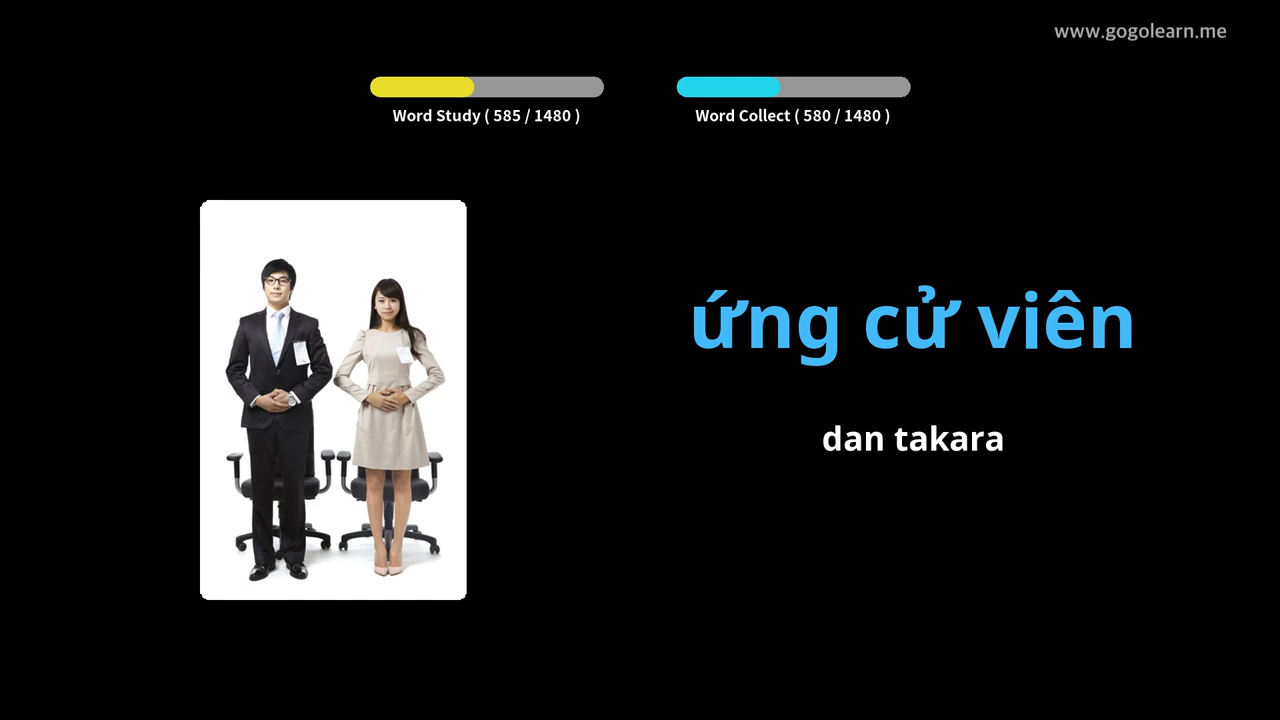 www.gogolearn.me
Word Study ( 585 / 1480 )
Word Collect ( 580 / 1480 )
ứng cử viên
dan takara